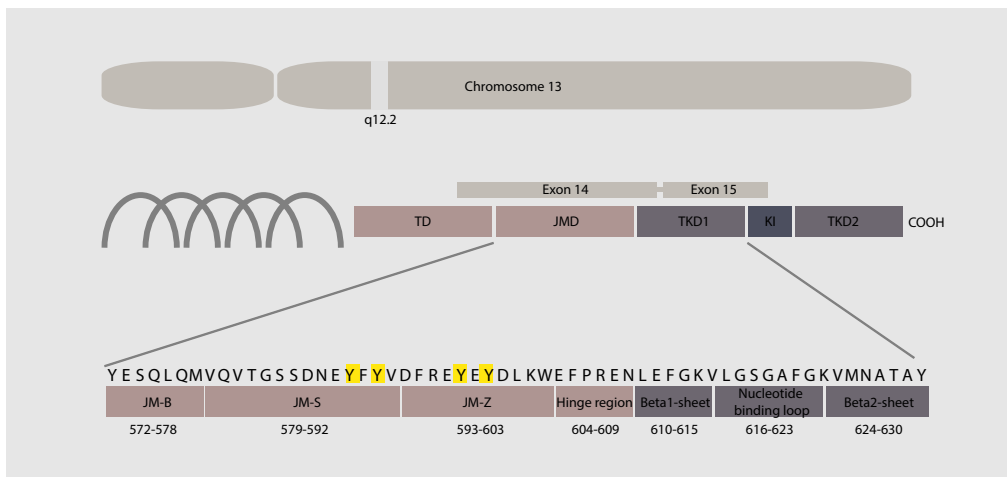 Chromosome 13
q12.2
Exon 14 Exon 15
TD JMD TKD1 KI TKD2 COOH
YESQLQMVQVTGSSDNEYFYVDFREYEYDLKWEFPRENLEFGKVLGSGAFGKVMNATAY
JM-B JM-S JM-Z Hinge region Beta1-sheet Nucleotide binding loop Beta2-sheet
572-578 579-592 593-603 604-609 610-615 616-623 624-630